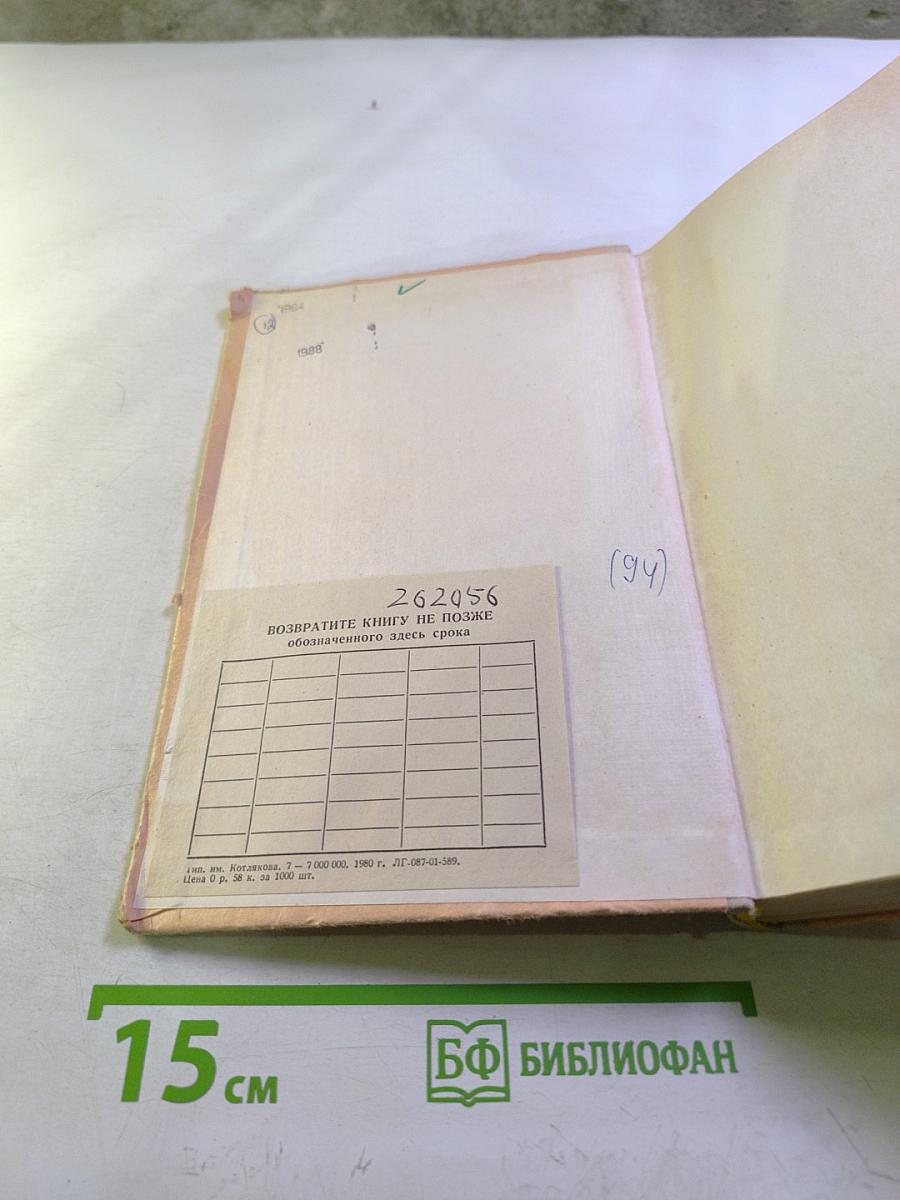 1984
12
1988
(94)
262056
ВОЗВРАТИТЕ КНИГУ НЕ ПОЗЖЕ
обозначенного здесь срока
Тип. им. Котлякова. 7 — 7 000 000. 1980 г. ЛГ-087-01-589.
Цена 0 р. 58 к. за 1000 шт.
15 см
БФ БИБЛИОФАН